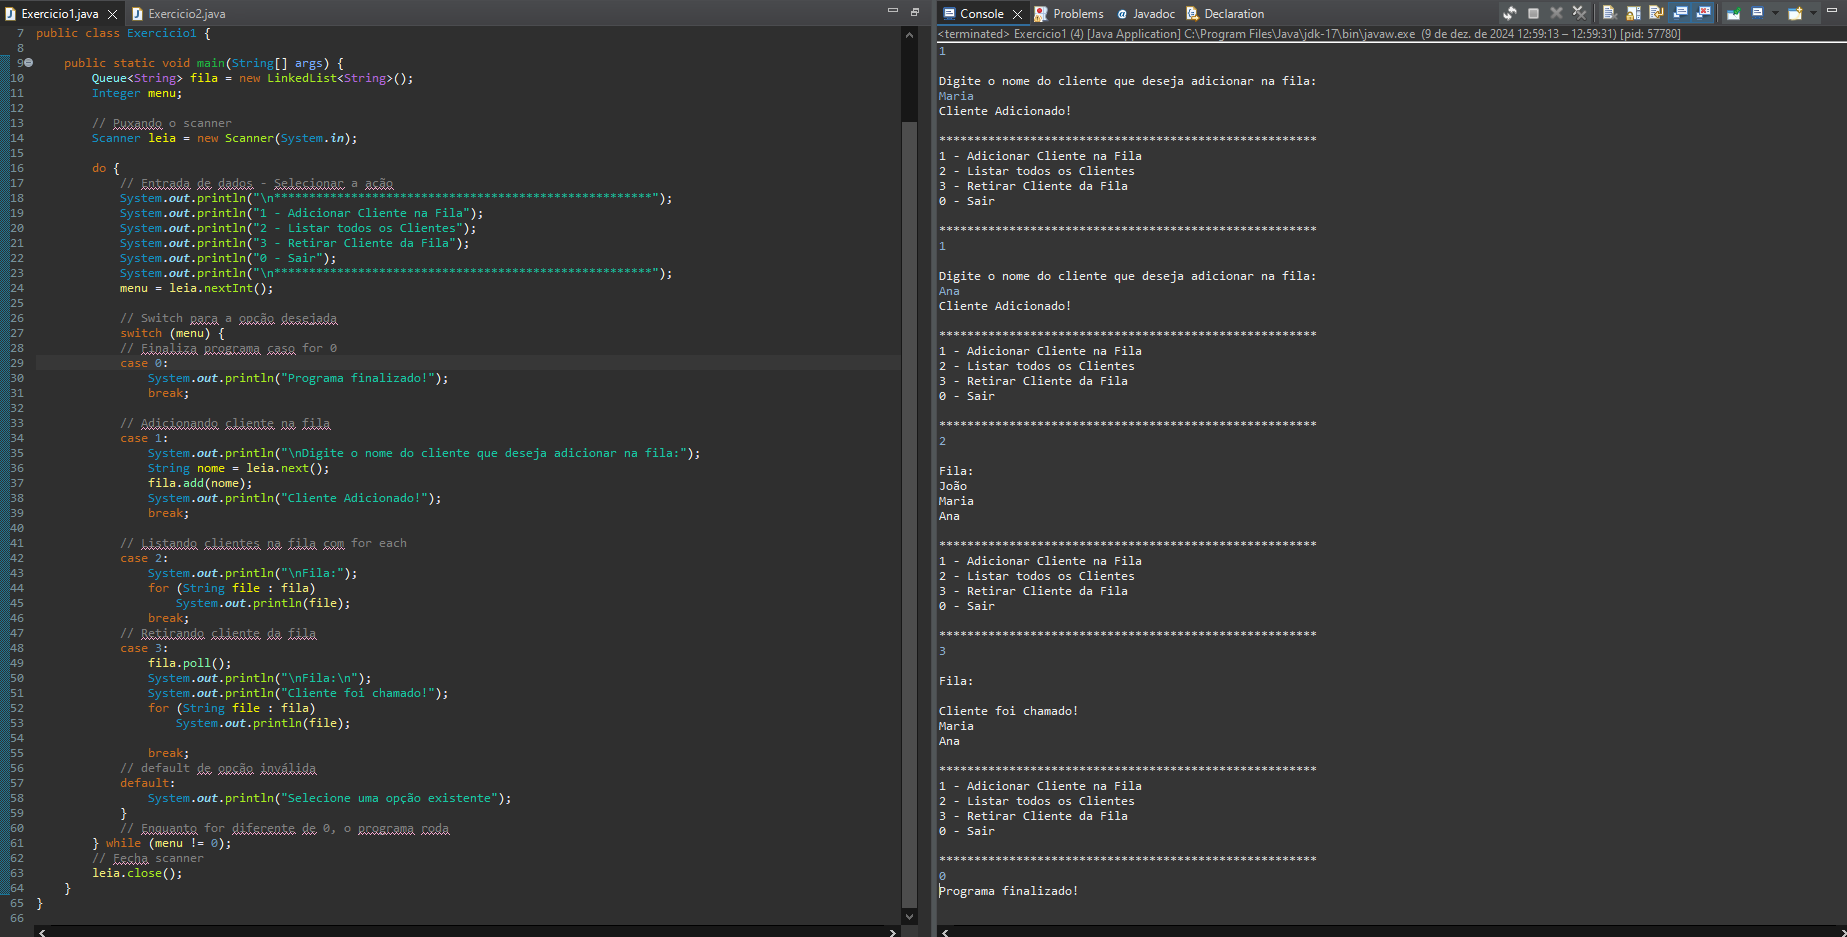 Exercicio1.java
Exercicio2.java
7 public class Exercicio1 {
8
9 public static void main(String[] args) {
10 Queue<String> fila = new LinkedList<String>();
11 Integer menu;
12
13 // Puxando o scanner
14 Scanner leia = new Scanner(System.in);
15
16 do {
17 // Entrada de dados - Selecionar a ação
18 System.out.println("\n******************************************************");
19 System.out.println("1 - Adicionar Cliente na Fila");
20 System.out.println("2 - Listar todos os Clientes");
21 System.out.println("3 - Retirar Cliente da Fila");
22 System.out.println("0 - Sair");
23 System.out.println("\n******************************************************");
24 menu = leia.nextInt();
25
26 // Switch para a opção desejada
27 switch (menu) {
28 // Finaliza programa caso for 0
29 case 0:
30 System.out.println("Programa finalizado!");
31 break;
32
33 // Adicionando cliente na fila
34 case 1:
35 System.out.println("\nDigite o nome do cliente que deseja adicionar na fila:");
36 String nome = leia.next();
37 fila.add(nome);
38 System.out.println("Cliente Adicionado!");
39 break;
40
41 // Listando clientes na fila com for each
42 case 2:
43 System.out.println("\nFila:");
44 for (String file : fila)
45 System.out.println(file);
46 break;
47 // Retirando cliente da fila
48 case 3:
49 fila.poll();
50 System.out.println("\nFila:\n");
51 System.out.println("Cliente foi chamado!");
52 for (String file : fila)
53 System.out.println(file);
54
55 break;
56 // default de opção inválida
57 default:
58 System.out.println("Selecione uma opção existente");
59 }
60 // Enquanto for diferente de 0, o programa roda
61 } while (menu != 0);
62 // Fecha scanner
63 leia.close();
64 }
65 }
66
Console Problems Javadoc Declaration
<terminated> Exercicio1 (4) [Java Application] C:\Program Files\Java\jdk-17\bin\javaw.exe (9 de dez. de 2024 12:59:13 – 12:59:31) [pid: 57780]
1
Digite o nome do cliente que deseja adicionar na fila:
Maria
Cliente Adicionado!
******************************************************
1 - Adicionar Cliente na Fila
2 - Listar todos os Clientes
3 - Retirar Cliente da Fila
0 - Sair
******************************************************
1
Digite o nome do cliente que deseja adicionar na fila:
Ana
Cliente Adicionado!
******************************************************
1 - Adicionar Cliente na Fila
2 - Listar todos os Clientes
3 - Retirar Cliente da Fila
0 - Sair
******************************************************
2
Fila:
João
Maria
Ana
******************************************************
1 - Adicionar Cliente na Fila
2 - Listar todos os Clientes
3 - Retirar Cliente da Fila
0 - Sair
******************************************************
3
Fila:
Cliente foi chamado!
Maria
Ana
******************************************************
1 - Adicionar Cliente na Fila
2 - Listar todos os Clientes
3 - Retirar Cliente da Fila
0 - Sair
******************************************************
0
Programa finalizado!